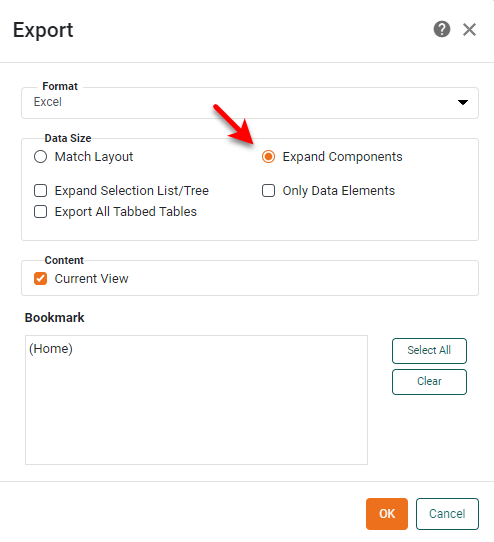 Export
Format
Excel
Data Size
Match Layout
Expand Components
Expand Selection List/Tree
Only Data Elements
Export All Tabbed Tables
Content
Current View
Bookmark
(Home)
Select All
Clear
OK
Cancel